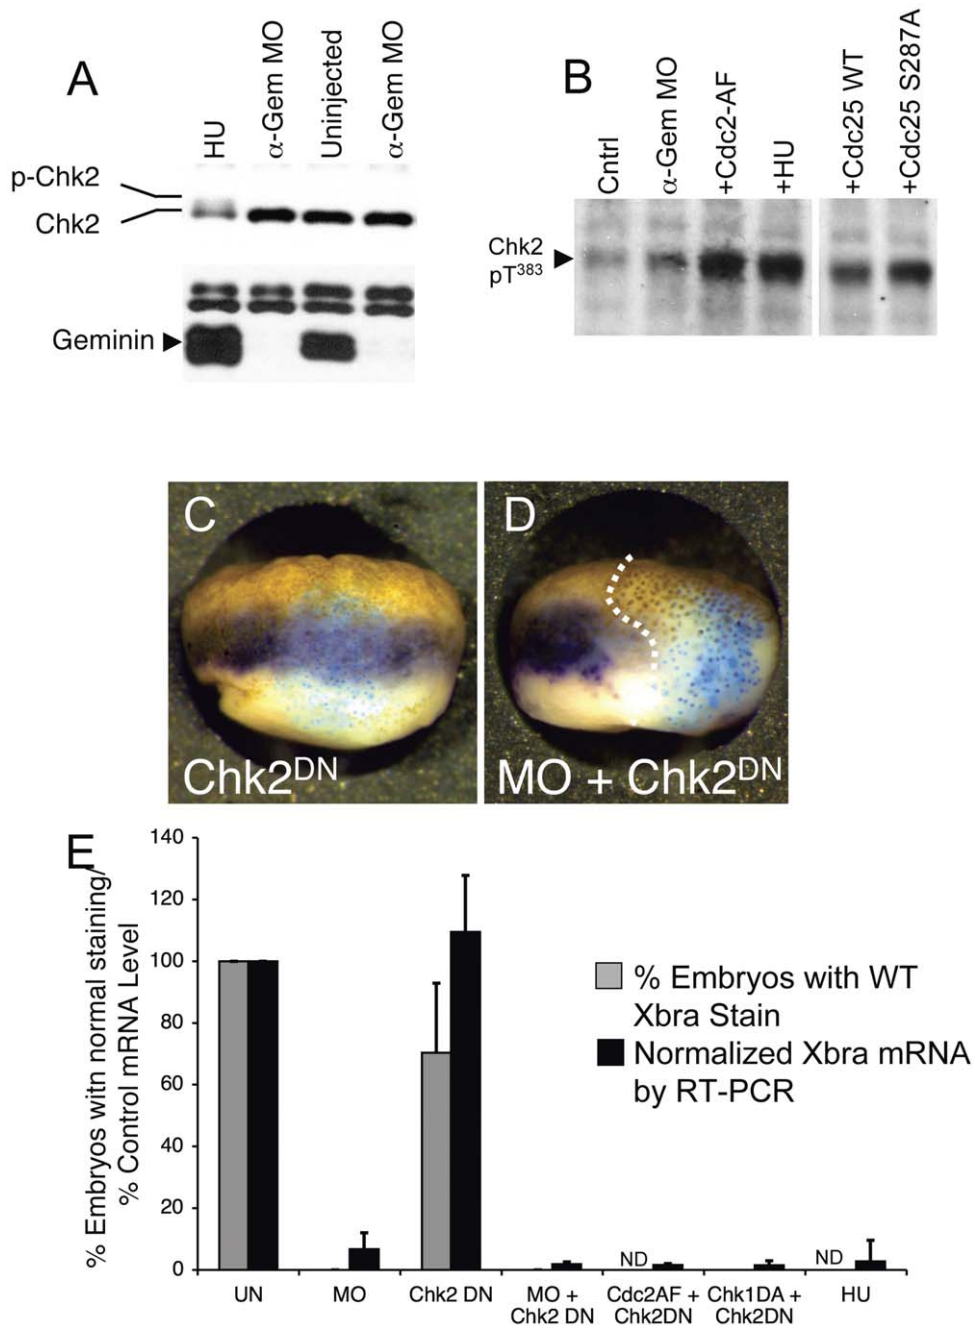 A
HU
α-Gem MO
Uninjected
α-Gem MO
p-Chk2
Chk2
Geminin
B
Cntrl
α-Gem MO
+Cdc2-AF
+HU
+Cdc25 WT
+Cdc25 S287A
Chk2
pT383
C
Chk2DN
D
MO + Chk2DN
E
% Embryos witn normal staining/
% Control mRNA Level
140
120
100
80
60
40
20
0
ND
ND
UN
MO
Chk2 DN
MO +
Chk2 DN
Cdc2AF +
Chk2DN
Chk1DA +
Chk2DN
HU
% Embryos with WT
Xbra Stain
Normalized Xbra mRNA
by RT-PCR